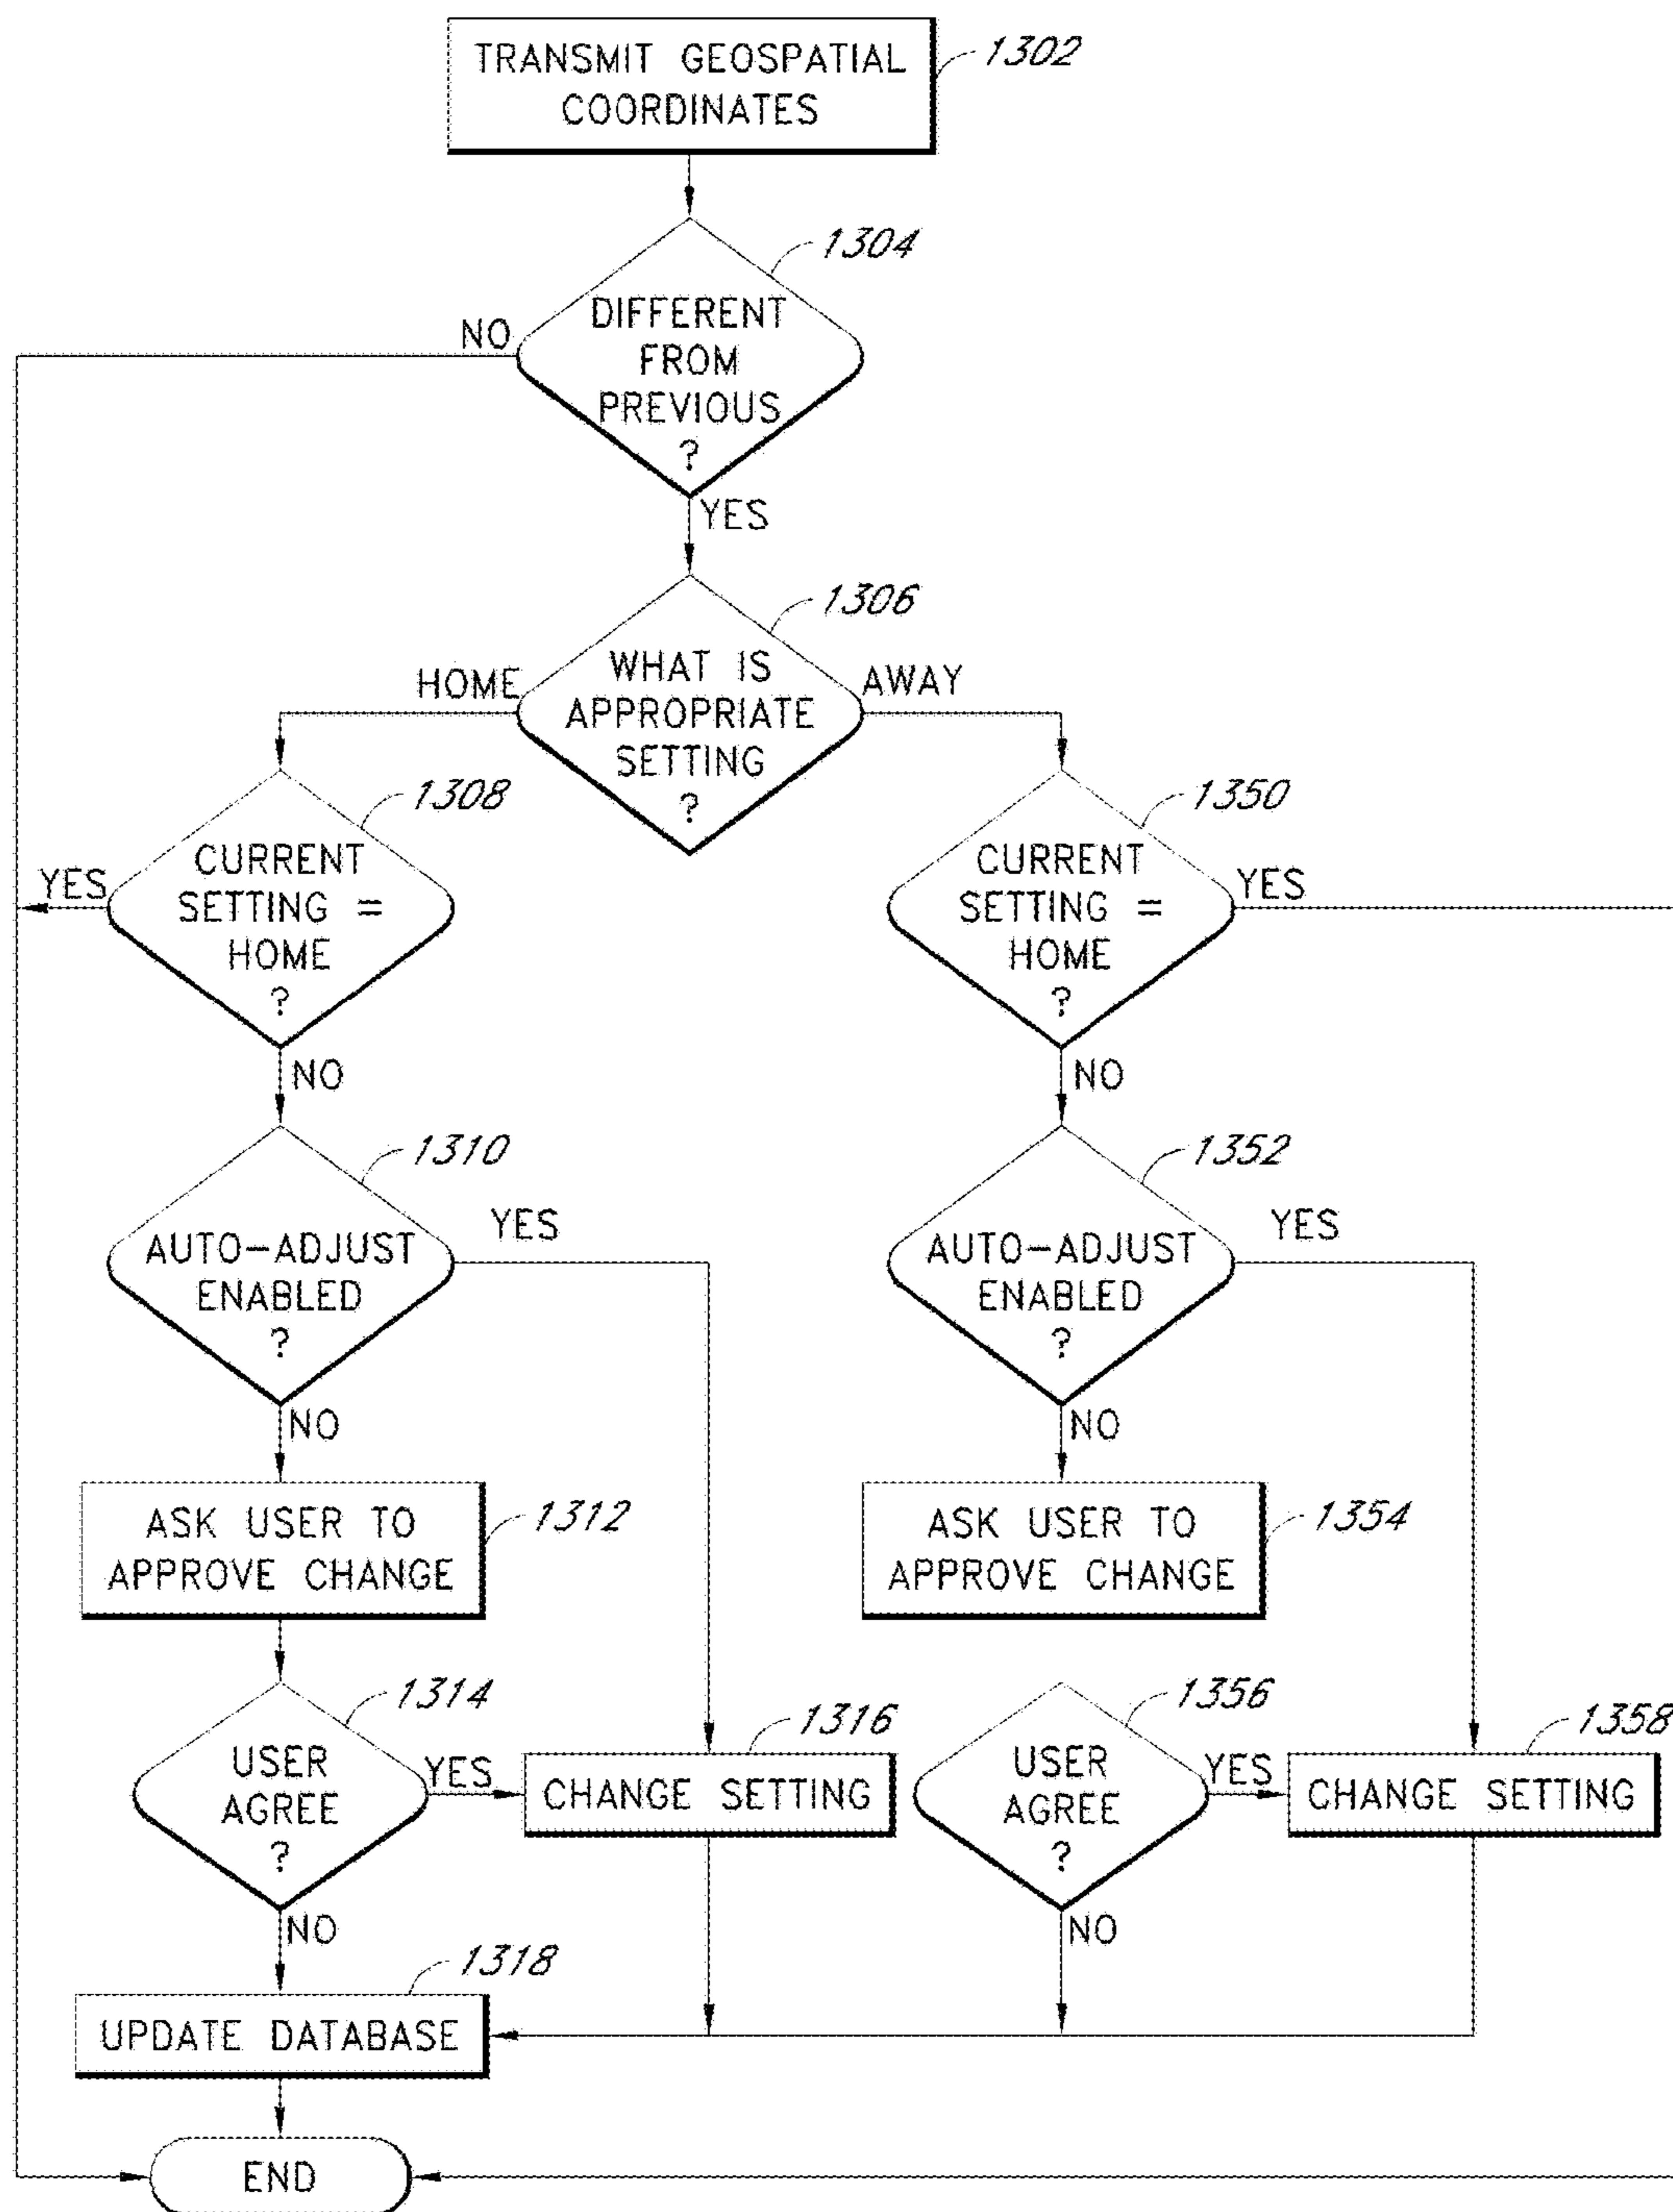 TRANSMIT GEOSPATIAL
COORDINATES
1302
1304
DIFFERENT
FROM
PREVIOUS
?
NO
YES
1306
WHAT IS
APPROPRIATE
SETTING
?
HOME
AWAY
1308
CURRENT
SETTING =
HOME
?
YES
NO
1350
CURRENT
SETTING =
HOME
?
YES
NO
1310
AUTO-ADJUST
ENABLED
?
YES
NO
1352
AUTO-ADJUST
ENABLED
?
YES
NO
ASK USER TO
APPROVE CHANGE
1312
ASK USER TO
APPROVE CHANGE
1354
1314
USER
AGREE
?
YES
NO
1316
CHANGE SETTING
1356
USER
AGREE
?
YES
NO
1358
CHANGE SETTING
1318
UPDATE DATABASE
END